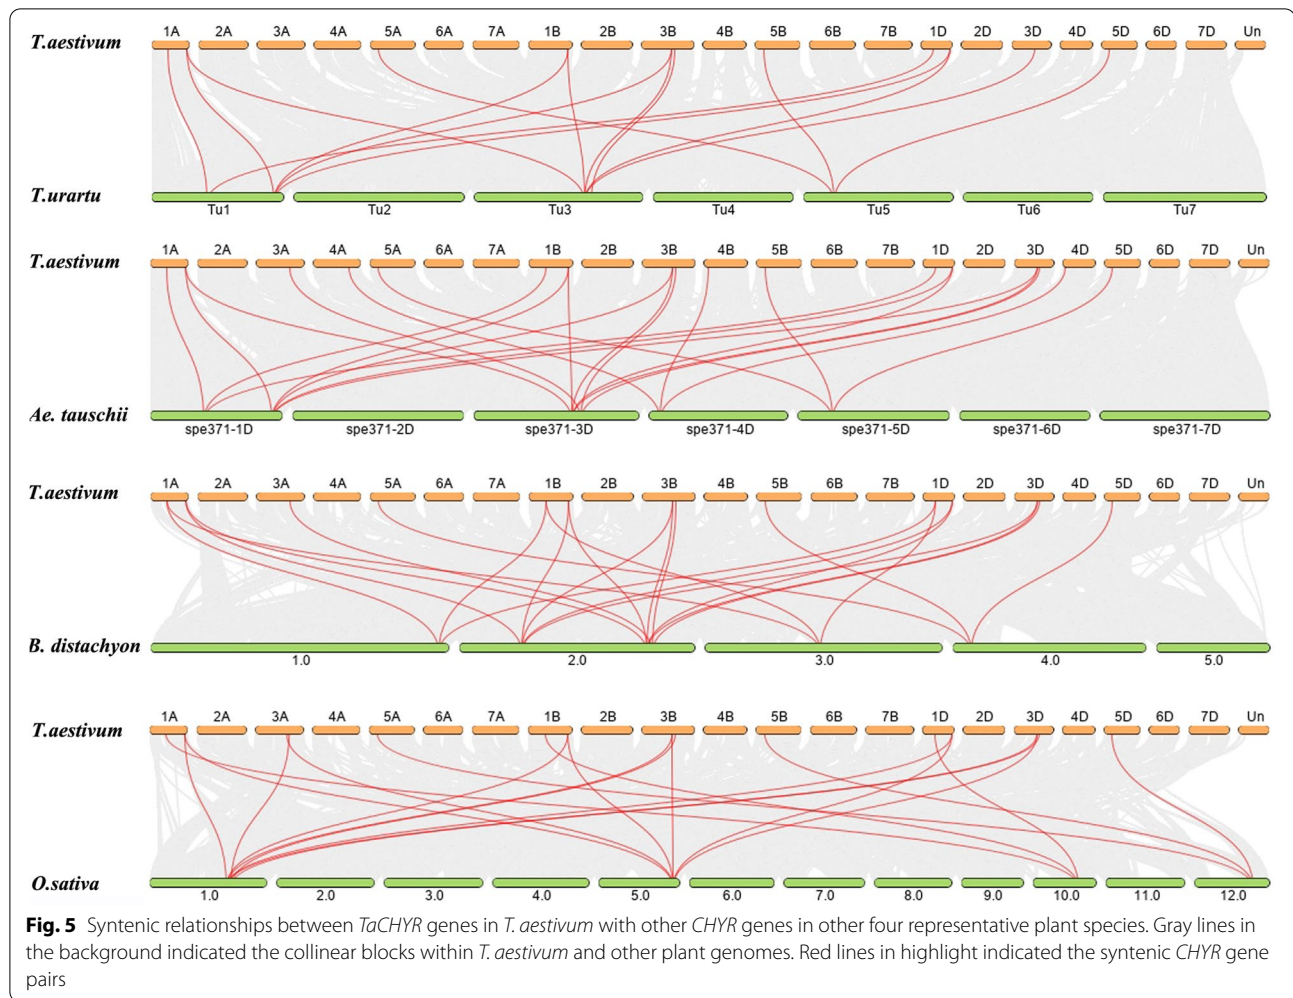 1A 2A 3A 4A 5A 6A 7A 1B 2B 3B 4B 5B 6B 7B 1D 2D 3D 4D 5D 6D 7D Un
T.aestivum
T.urartu
Tu1 Tu2 Tu3 Tu4 Tu5 Tu6 Tu7
1A 2A 3A 4A 5A 6A 7A 1B 2B 3B 4B 5B 6B 7B 1D 2D 3D 4D 5D 6D 7D Un
T.aestivum
Ae. tauschii
spe371-1D spe371-2D spe371-3D spe371-4D spe371-5D spe371-6D spe371-7D
1A 2A 3A 4A 5A 6A 7A 1B 2B 3B 4B 5B 6B 7B 1D 2D 3D 4D 5D 6D 7D Un
T.aestivum
B. distachyon
1.0 2.0 3.0 4.0 5.0
1A 2A 3A 4A 5A 6A 7A 1B 2B 3B 4B 5B 6B 7B 1D 2D 3D 4D 5D 6D 7D Un
T.aestivum
O.sativa
1.0 2.0 3.0 4.0 5.0 6.0 7.0 8.0 9.0 10.0 11.0 12.0
Fig. 5 Syntenic relationships between TaCHYR genes in T. aestivum with other CHYR genes in other four representative plant species. Gray lines in
the background indicated the collinear blocks within T. aestivum and other plant genomes. Red lines in highlight indicated the syntenic CHYR gene
pairs